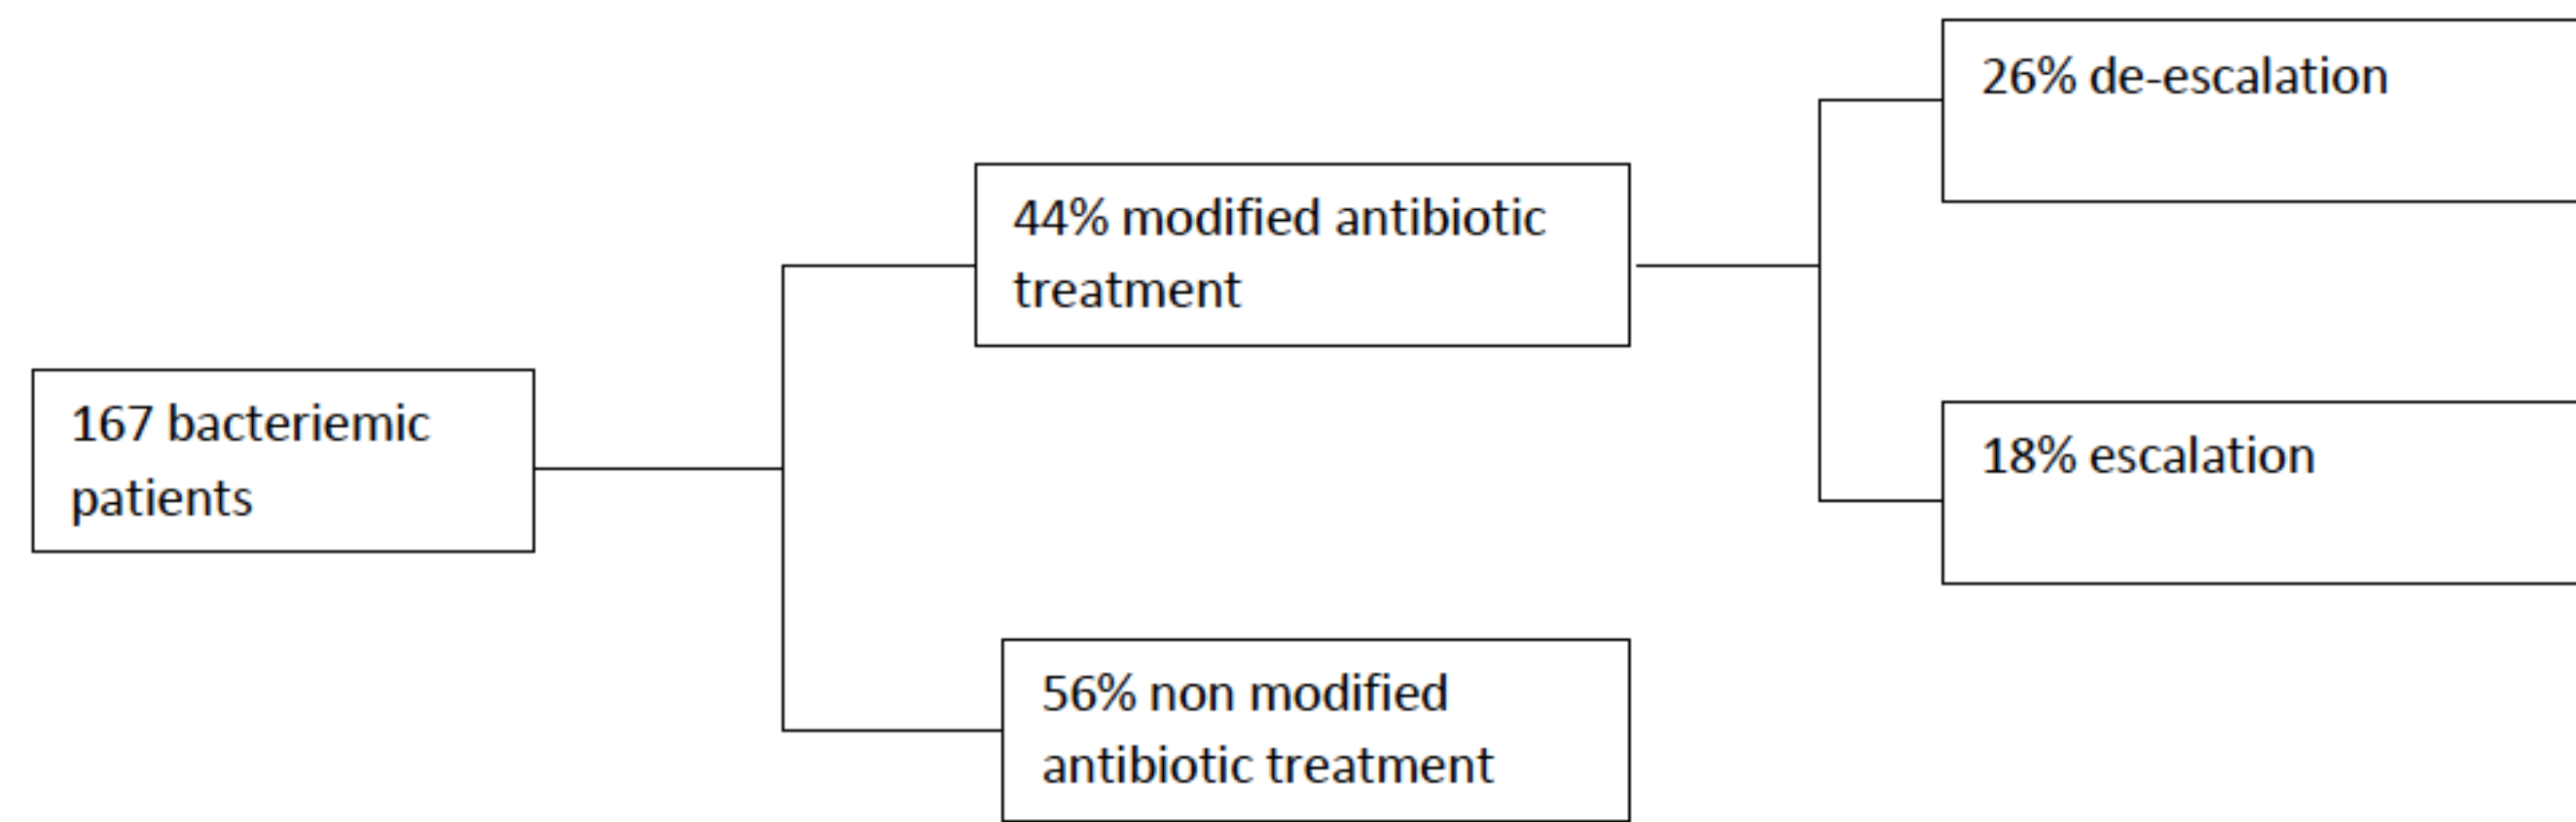 167 bacteriemic
patients
44% modified antibiotic
treatment
56% non modified
antibiotic treatment
26% de-escalation
18% escalation